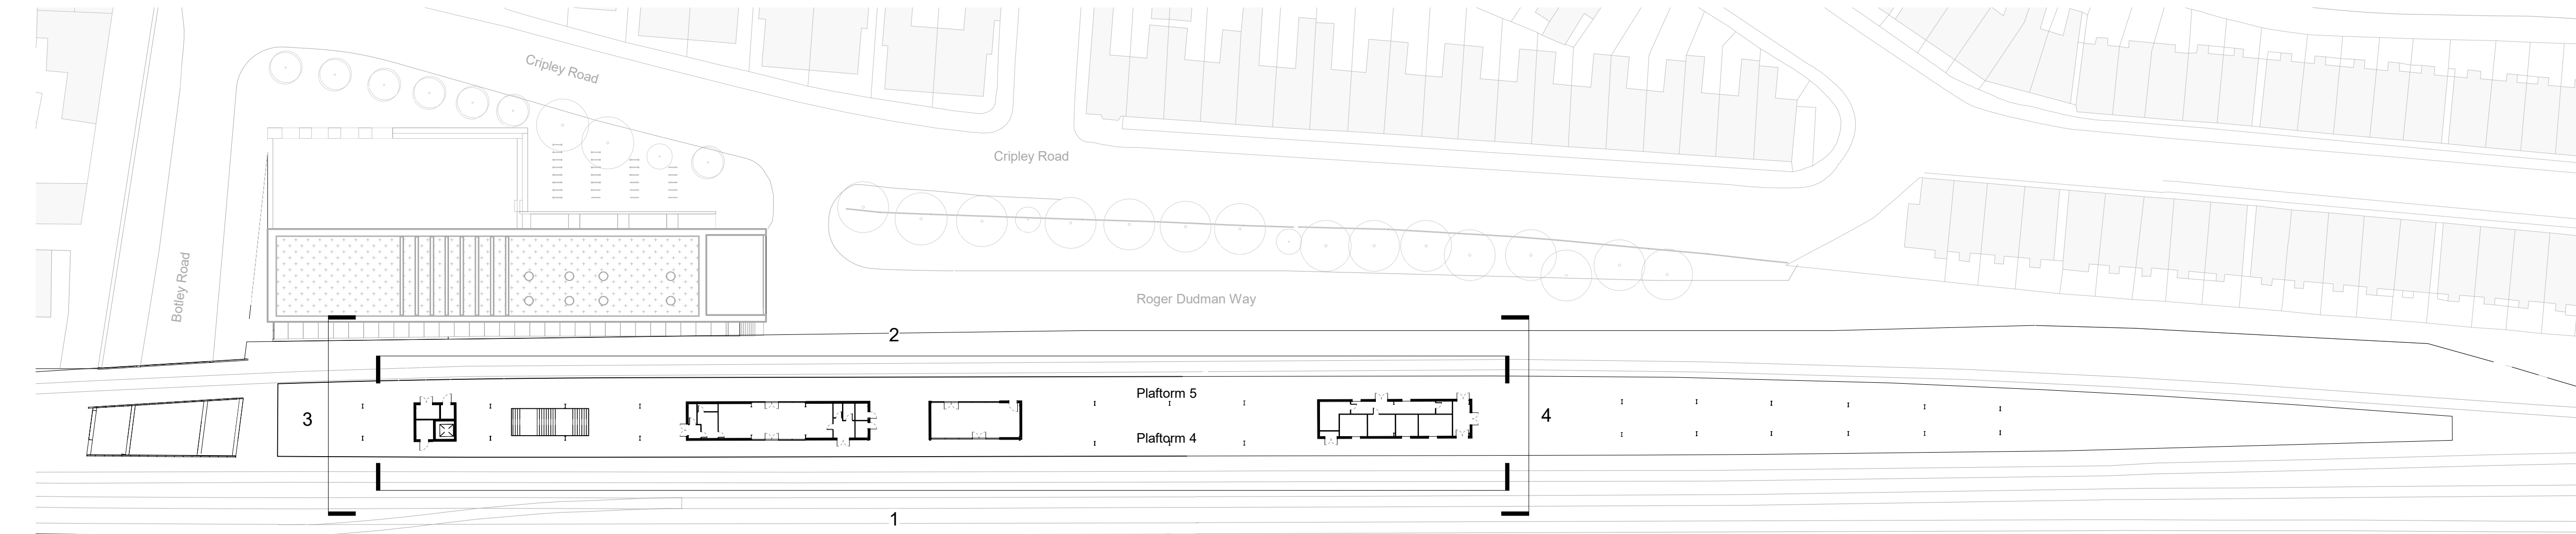 Cripley Road
Cripley Road
Botley Road
Roger Dudman Way
2
Plaftorm 5
3
4
Plaftorm 4
1